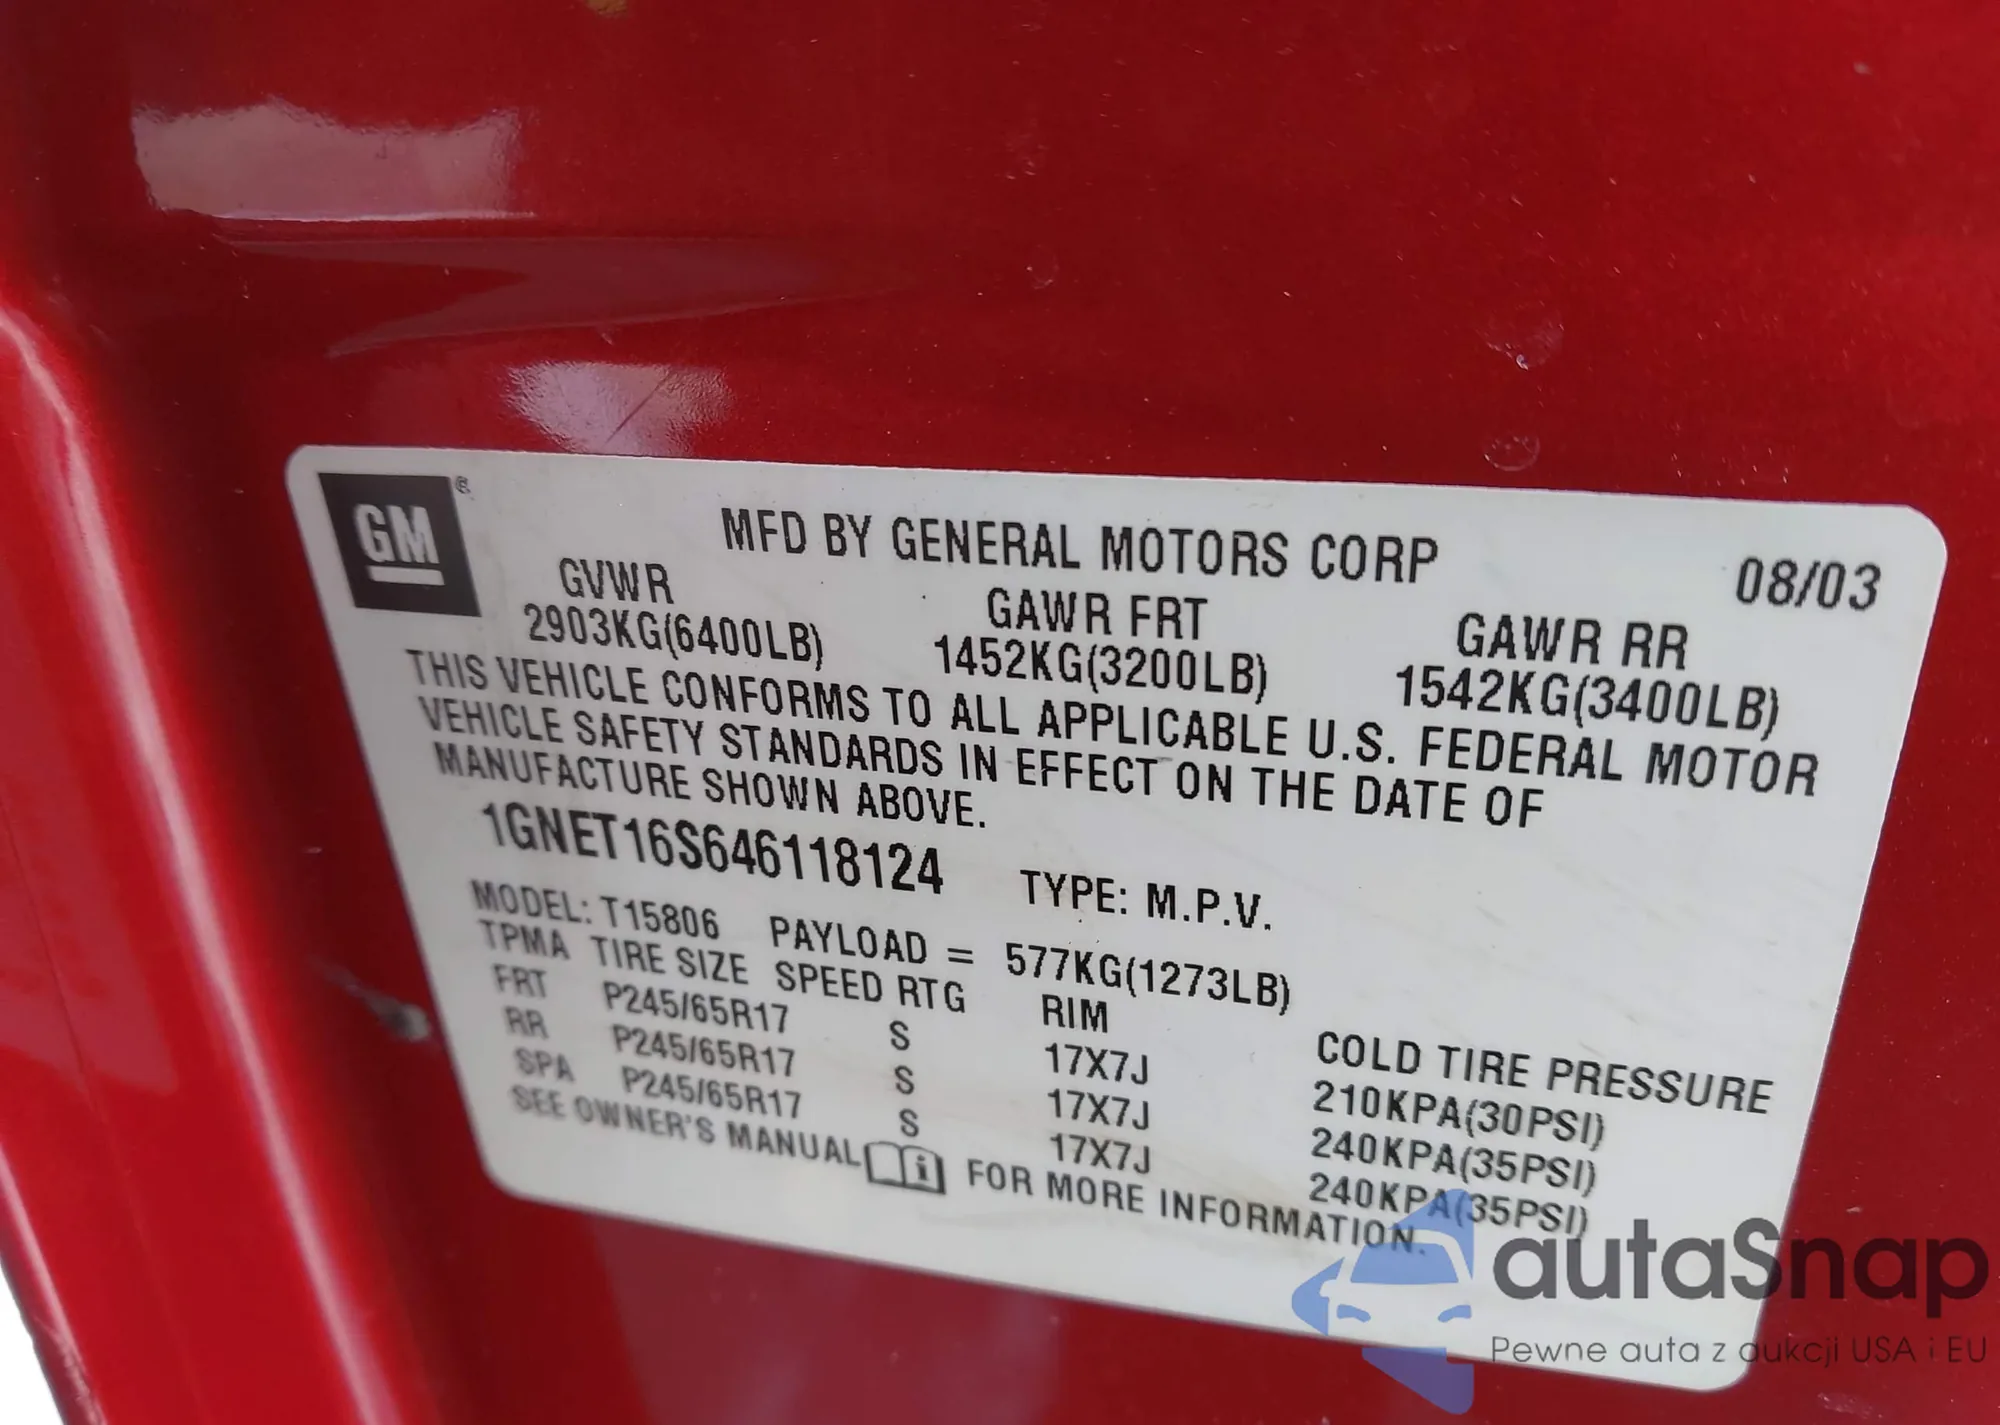 GM
MFD BY GENERAL MOTORS CORP 08/03
GVWR GAWR FRT GAWR RR
2903KG(6400LB) 1452KG(3200LB) 1542KG(3400LB)
THIS VEHICLE CONFORMS TO ALL APPLICABLE U.S. FEDERAL MOTOR
VEHICLE SAFETY STANDARDS IN EFFECT ON THE DATE OF
MANUFACTURE SHOWN ABOVE.
1GNET16S646118124 TYPE: M.P.V.
MODEL: T15806 PAYLOAD = 577KG(1273LB)
TPMA TIRE SIZE SPEED RTG RIM COLD TIRE PRESSURE
FRT P245/65R17 S 17X7J 210KPA(30PSI)
RR P245/65R17 S 17X7J 240KPA(35PSI)
SPA P245/65R17 S 17X7J 240KPA(35PSI)
SEE OWNER'S MANUAL i FOR MORE INFORMATION.
autaSnap
Pewne auta z aukcji USA i EU